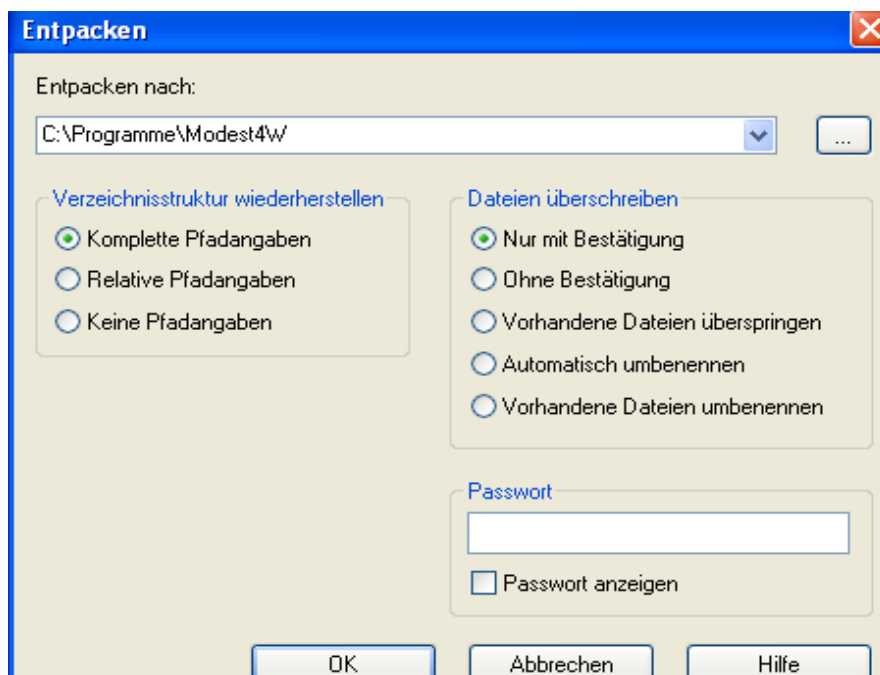 Entpacken
Entpacken nach:
C:\Programme\Modest4W
...
Verzeichnisstruktur wiederherstellen
Komplette Pfadangaben
Relative Pfadangaben
Keine Pfadangaben
Dateien überschreiben
Nur mit Bestätigung
Ohne Bestätigung
Vorhandene Dateien überspringen
Automatisch umbenennen
Vorhandene Dateien umbenennen
Passwort
Passwort anzeigen
OK
Abbrechen
Hilfe